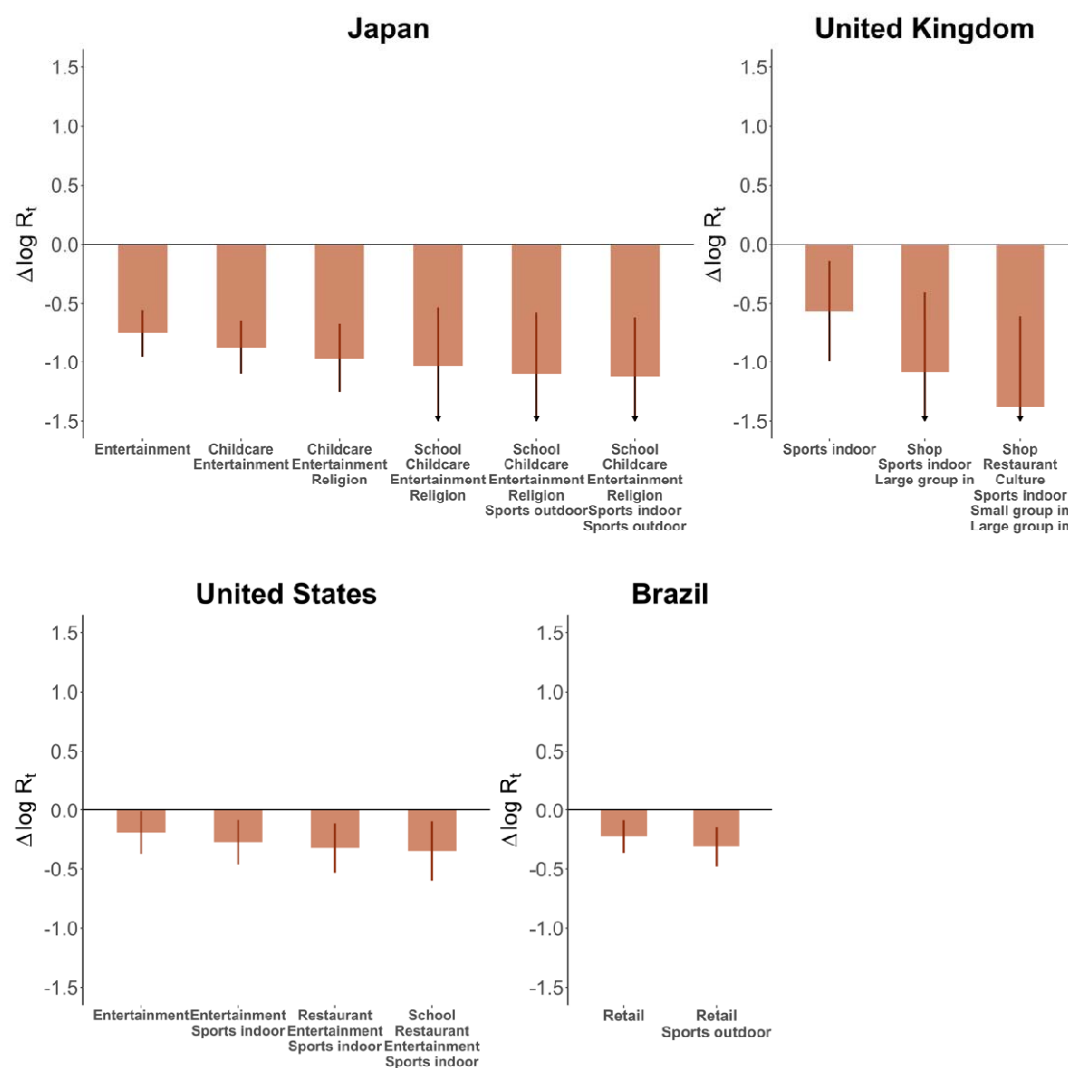 Japan
1.5
1.0
0.5
0.0
-0.5
-1.0
-1.5
Δlog Rt
Entertainment
Childcare
Entertainment
Childcare
Entertainment
Religion
School
Childcare
Entertainment
Religion
School
Childcare
Entertainment
Religion
Sports outdoor
School
Childcare
Entertainment
Religion
Sports indoor
Sports outdoor
United Kingdom
1.5
1.0
0.5
0.0
-0.5
-1.0
-1.5
Δlog Rt
Sports indoor
Shop
Sports indoor
Large group in
Shop
Restaurant
Culture
Sports indoor
Small group in
Large group in
United States
1.5
1.0
0.5
0.0
-0.5
-1.0
-1.5
Δlog Rt
Entertainment
Entertainment
Sports indoor
Restaurant
Entertainment
Sports indoor
School
Restaurant
Entertainment
Sports indoor
Brazil
1.5
1.0
0.5
0.0
-0.5
-1.0
-1.5
Δlog Rt
Retail
Retail
Sports outdoor